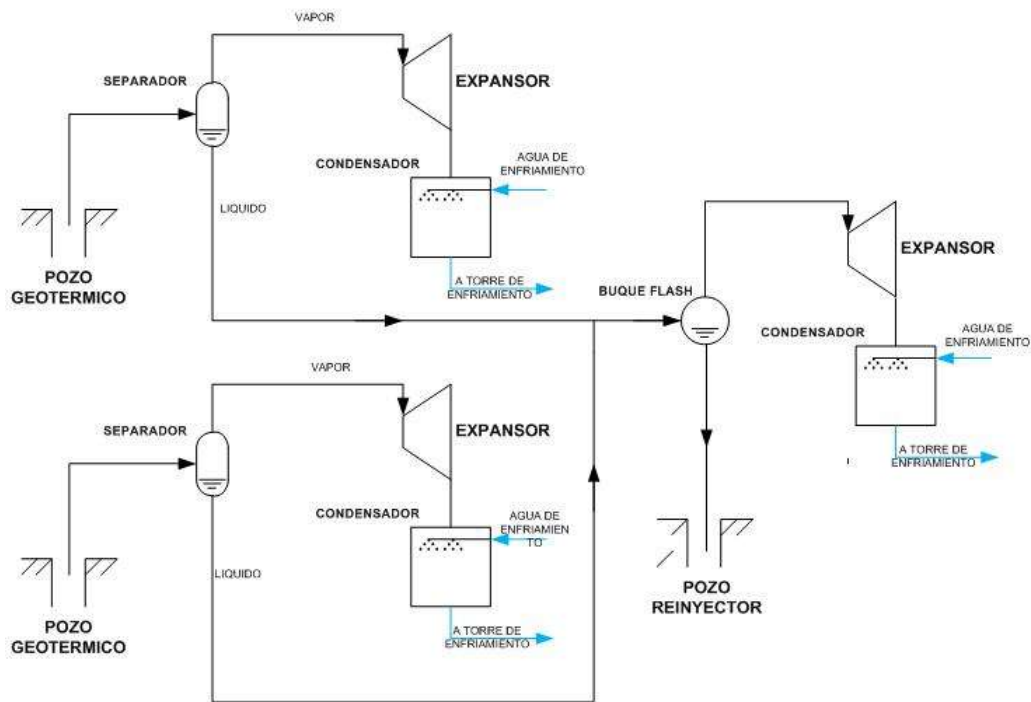 VAPOR
SEPARADOR
EXPANSOR
CONDENSADOR
AGUA DE
ENFRIAMIENTO
LIQUIDO
POZO
GEOTERMICO
A TORRE DE
ENFRIAMIENTO
BUQUE FLASH
EXPANSOR
CONDENSADOR
AGUA DE
ENFRIAMIENTO
A TORRE DE
ENFRIAMIENTO
VAPOR
SEPARADOR
EXPANSOR
CONDENSADOR
AGUA DE
ENFRIAMIEN
TO
LIQUIDO
POZO
GEOTERMICO
A TORRE DE
ENFRIAMIENTO
POZO
REINYECTOR